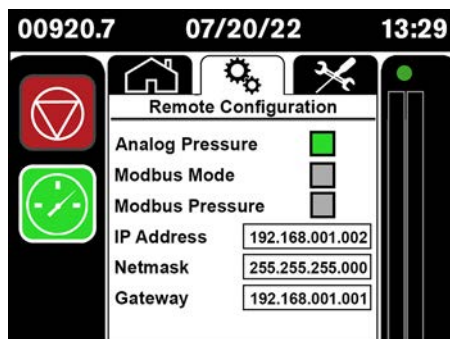 00920.7 07/20/22 13:29
Remote Configuration
Analog Pressure
Modbus Mode
Modbus Pressure
IP Address 192.168.001.002
Netmask 255.255.255.000
Gateway 192.168.001.001